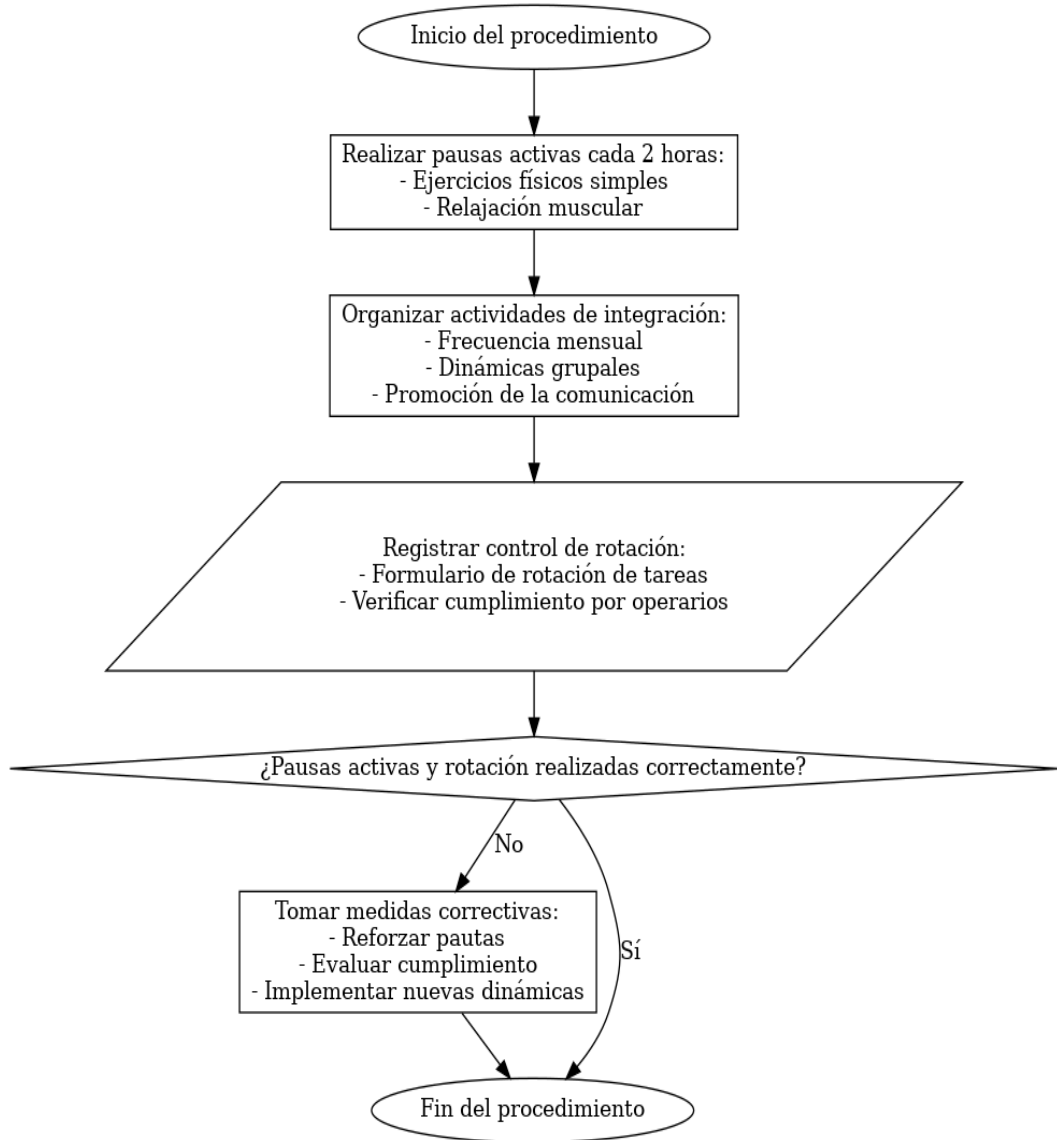 Inicio del procedimiento
Realizar pausas activas cada 2 horas:
- Ejercicios físicos simples
- Relajación muscular
Organizar actividades de integración:
- Frecuencia mensual
- Dinámicas grupales
- Promoción de la comunicación
Registrar control de rotación:
- Formulario de rotación de tareas
- Verificar cumplimiento por operarios
¿Pausas activas y rotación realizadas correctamente?
No
Tomar medidas correctivas:
- Reforzar pautas
- Evaluar cumplimiento
- Implementar nuevas dinámicas
Sí
Fin del procedimiento